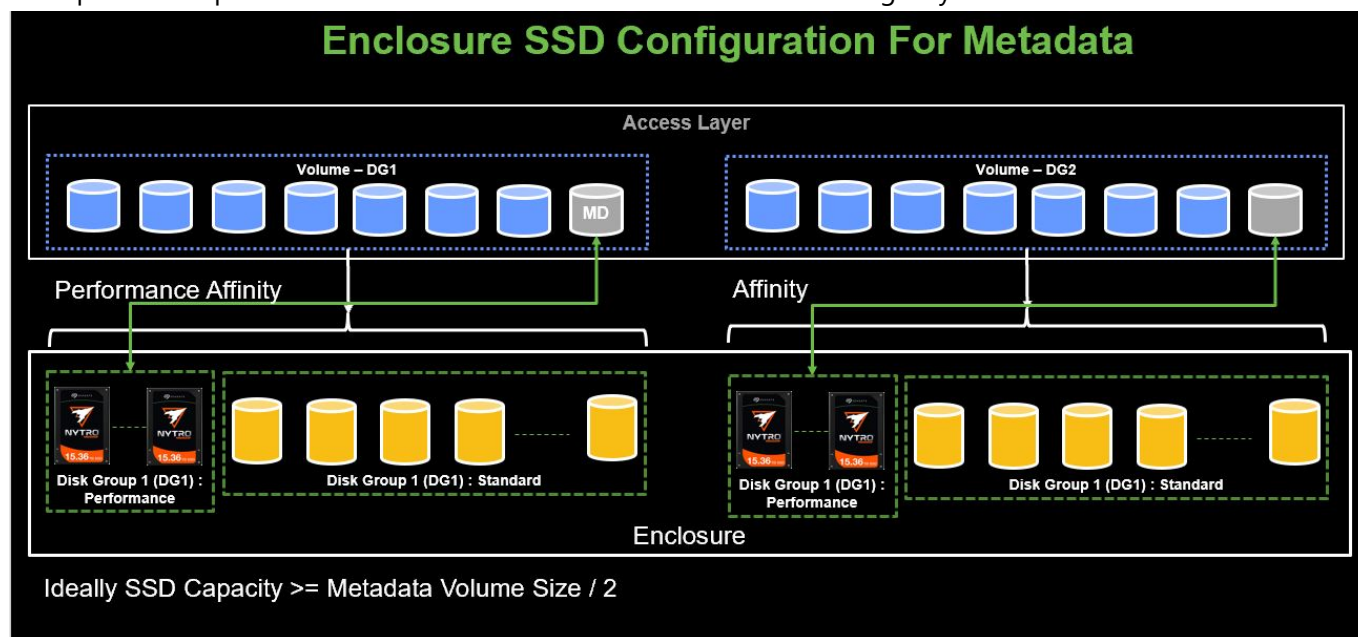 Enclosure SSD Configuration For Metadata
Access Layer
Volume – DG1
Volume – DG2
MD
Performance Affinity
Affinity
NYTRO
NYTRO
NYTRO
NYTRO
15.36
15.36
15.36
15.36
Disk Group 1 (DG1) :
Performance
Disk Group 1 (DG1) : Standard
Disk Group 1 (DG1) :
Performance
Disk Group 1 (DG1) : Standard
Enclosure
Ideally SSD Capacity >= Metadata Volume Size / 2